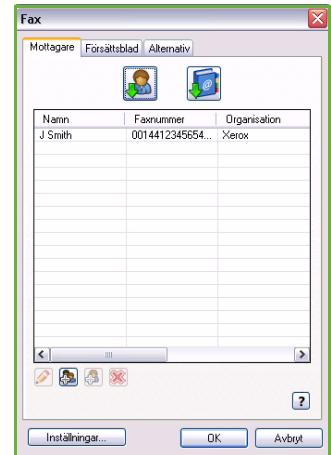 Fax
Mottagare Försättsblad Alternativ
Namn Faxnummer Organisation
J Smith 0014412345654... Xerox
?
Inställningar... OK Avbryt